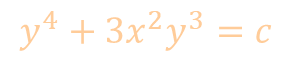 y⁴ + 3x²y³ = c